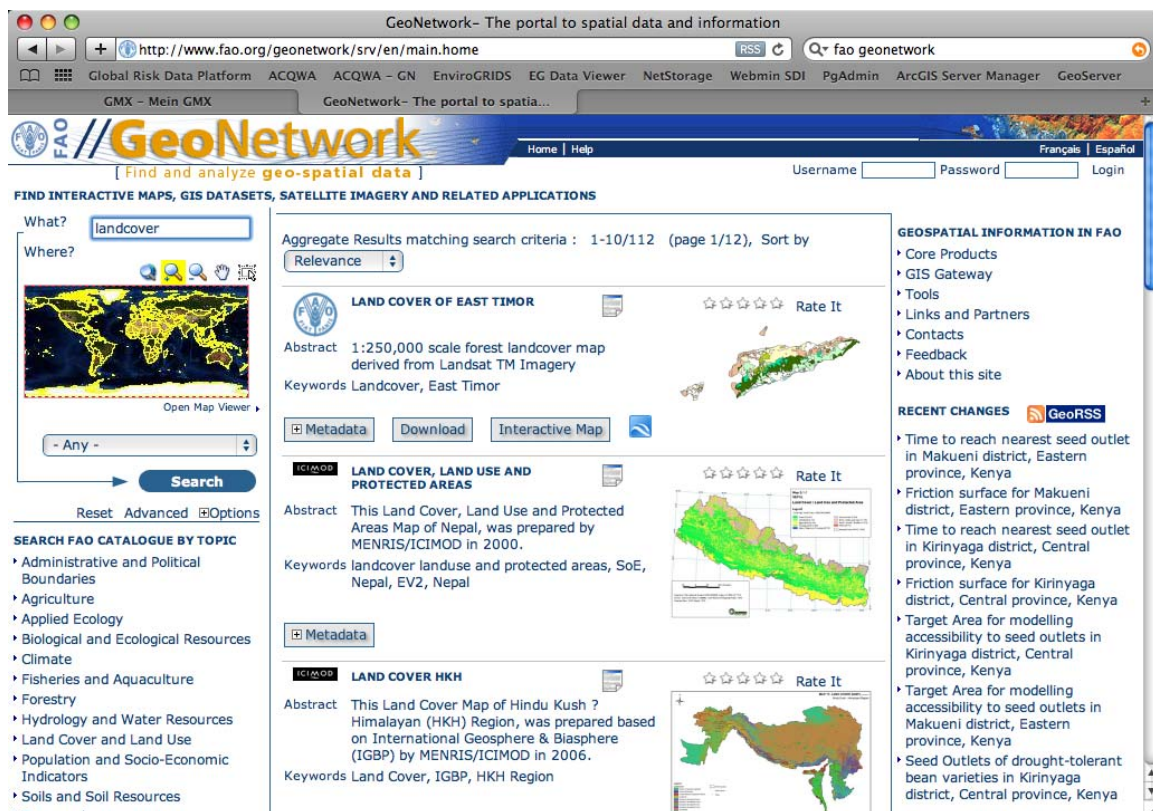 GeoNetwork– The portal to spatial data and information
http://www.fao.org/geonetwork/srv/en/main.home
RSS
fao geonetwork
Global Risk Data Platform ACQWA ACQWA – GN EnviroGRIDS EG Data Viewer NetStorage Webmin SDI PgAdmin ArcGIS Server Manager GeoServer
GMX – Mein GMX
GeoNetwork– The portal to spatia...
FAO
//GeoNetwork
[ Find and analyze geo-spatial data ]
Home | Help
Français | Español
Username
Password
Login
FIND INTERACTIVE MAPS, GIS DATASETS, SATELLITE IMAGERY AND RELATED APPLICATIONS
What?
landcover
Where?
Open Map Viewer
- Any -
Search
Reset Advanced Options
SEARCH FAO CATALOGUE BY TOPIC
Administrative and Political
Boundaries
Agriculture
Applied Ecology
Biological and Ecological Resources
Climate
Fisheries and Aquaculture
Forestry
Hydrology and Water Resources
Land Cover and Land Use
Population and Socio-Economic
Indicators
Soils and Soil Resources
Aggregate Results matching search criteria : 1-10/112 (page 1/12), Sort by
Relevance
LAND COVER OF EAST TIMOR
Rate It
Abstract 1:250,000 scale forest landcover map
derived from Landsat TM Imagery
Keywords Landcover, East Timor
Metadata
Download
Interactive Map
ICIMOD
LAND COVER, LAND USE AND
PROTECTED AREAS
Rate It
Abstract This Land Cover, Land Use and Protected
Areas Map of Nepal, was prepared by
MENRIS/ICIMOD in 2000.
Keywords landcover landuse and protected areas, SoE,
Nepal, EV2, Nepal
Metadata
ICIMOD
LAND COVER HKH
Rate It
Abstract This Land Cover Map of Hindu Kush ?
Himalayan (HKH) Region, was prepared based
on International Geosphere & Biasphere
(IGBP) by MENRIS/ICIMOD in 2006.
Keywords Land Cover, IGBP, HKH Region
GEOSPATIAL INFORMATION IN FAO
Core Products
GIS Gateway
Tools
Links and Partners
Contacts
Feedback
About this site
RECENT CHANGES
GeoRSS
Time to reach nearest seed outlet
in Makueni district, Eastern
province, Kenya
Friction surface for Makueni
district, Eastern province, Kenya
Time to reach nearest seed outlet
in Kirinyaga district, Central
province, Kenya
Friction surface for Kirinyaga
district, Central province, Kenya
Target Area for modelling
accessibility to seed outlets in
Kirinyaga district, Central
province, Kenya
Target Area for modelling
accessibility to seed outlets in
Makueni district, Eastern
province, Kenya
Seed Outlets of drought-tolerant
bean varieties in Kirinyaga
district, Central province, Kenya